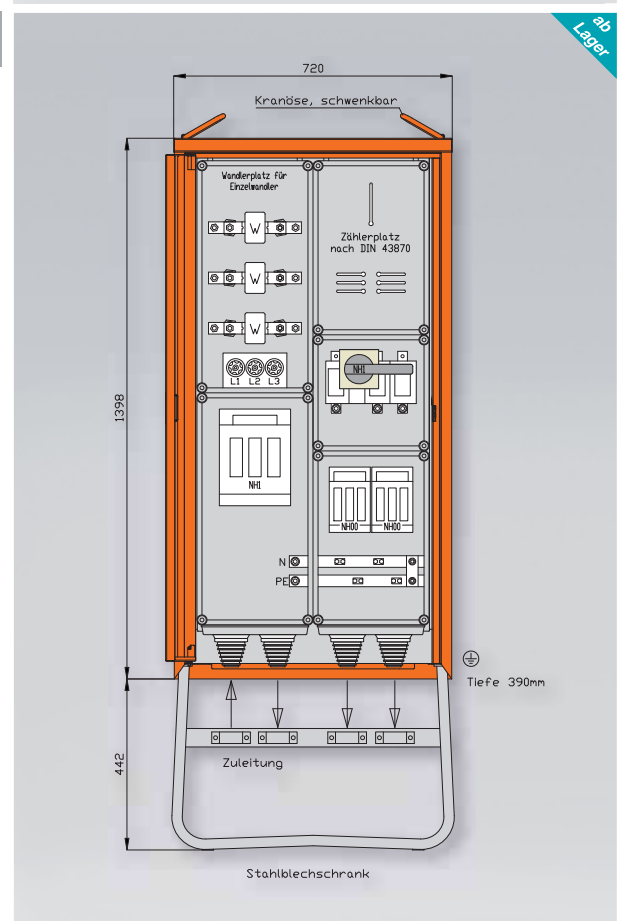 ab
Lager
720
Kranöse, schwenkbar
Wandlerplatz für
Einzelwandler
W
W
W
L1 L2 L3
NH1
Zählerplatz
nach DIN 43870
NH1
NH00 NH00
N
PE
1398
Tiefe 390mm
442
Zuleitung
Stahlblechschrank